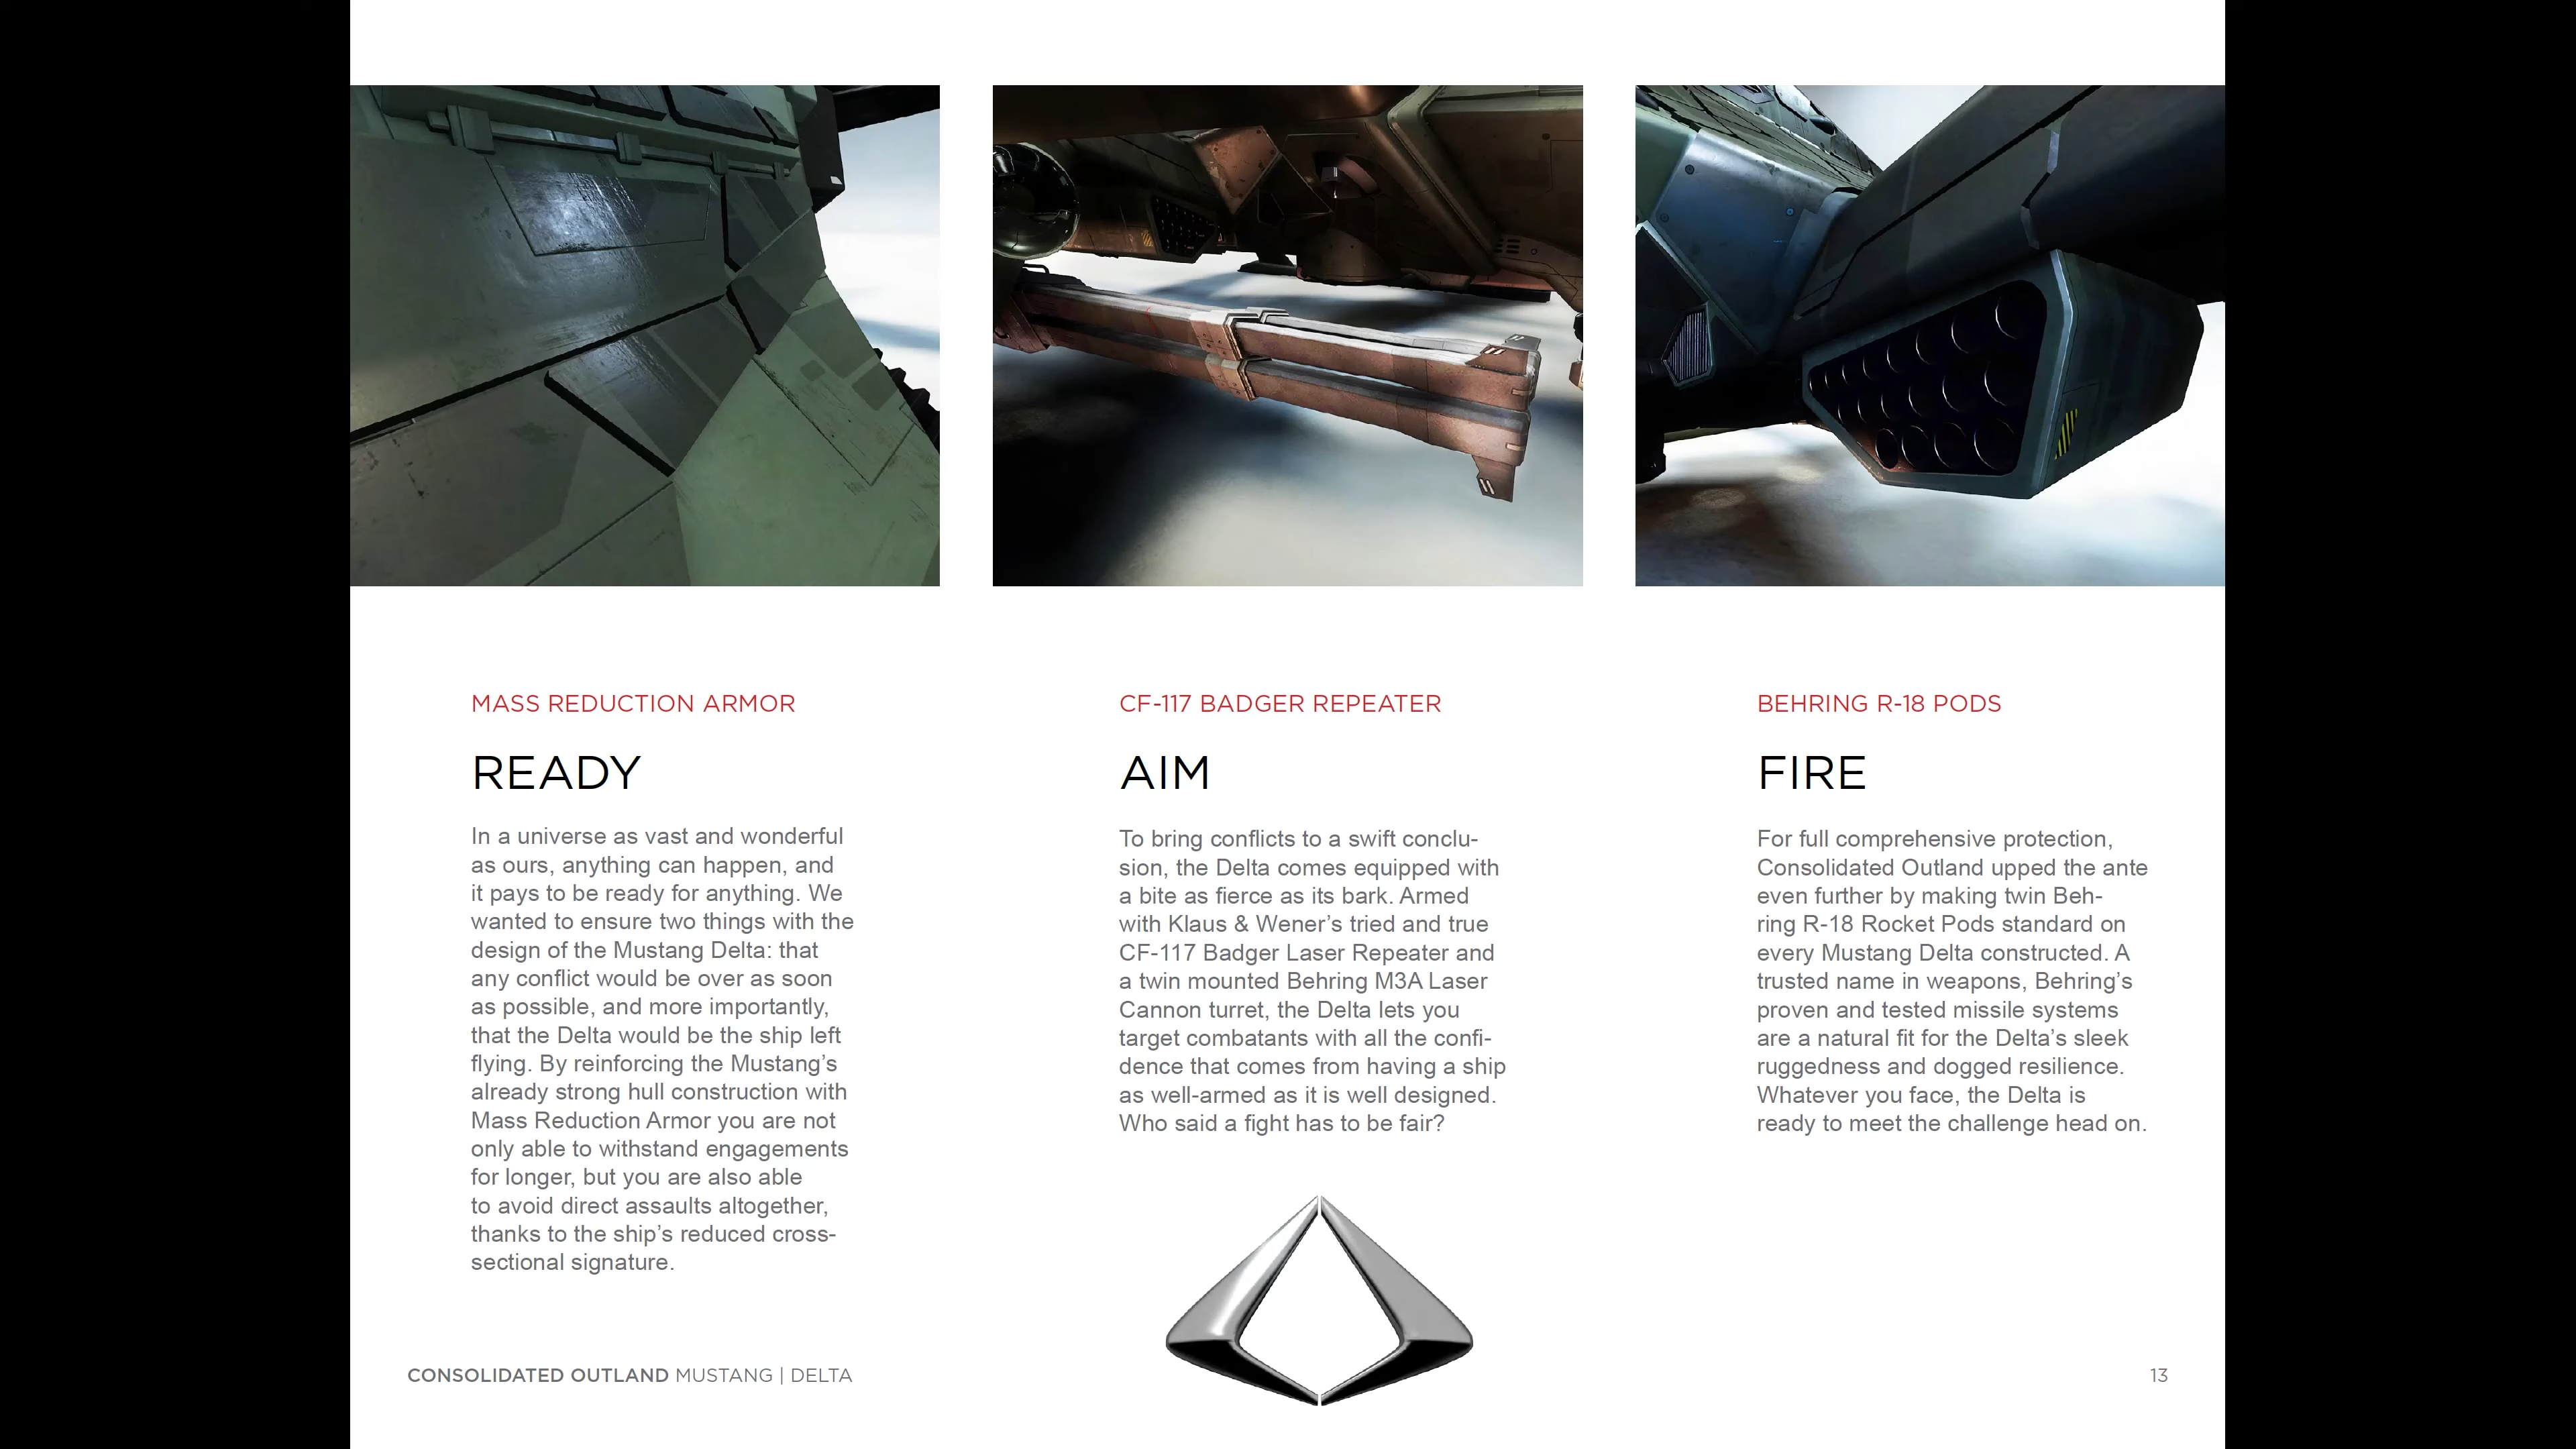 MASS REDUCTION ARMOR
READY
In a universe as vast and wonderful
as ours, anything can happen, and
it pays to be ready for anything. We
wanted to ensure two things with the
design of the Mustang Delta: that
any conflict would be over as soon
as possible, and more importantly,
that the Delta would be the ship left
flying. By reinforcing the Mustang’s
already strong hull construction with
Mass Reduction Armor you are not
only able to withstand engagements
for longer, but you are also able
to avoid direct assaults altogether,
thanks to the ship’s reduced cross-
sectional signature.
CF-117 BADGER REPEATER
AIM
To bring conflicts to a swift conclu-
sion, the Delta comes equipped with
a bite as fierce as its bark. Armed
with Klaus & Wener’s tried and true
CF-117 Badger Laser Repeater and
a twin mounted Behring M3A Laser
Cannon turret, the Delta lets you
target combatants with all the confi-
dence that comes from having a ship
as well-armed as it is well designed.
Who said a fight has to be fair?
BEHRING R-18 PODS
FIRE
For full comprehensive protection,
Consolidated Outland upped the ante
even further by making twin Beh-
ring R-18 Rocket Pods standard on
every Mustang Delta constructed. A
trusted name in weapons, Behring’s
proven and tested missile systems
are a natural fit for the Delta’s sleek
ruggedness and dogged resilience.
Whatever you face, the Delta is
ready to meet the challenge head on.
CONSOLIDATED OUTLAND MUSTANG | DELTA
13